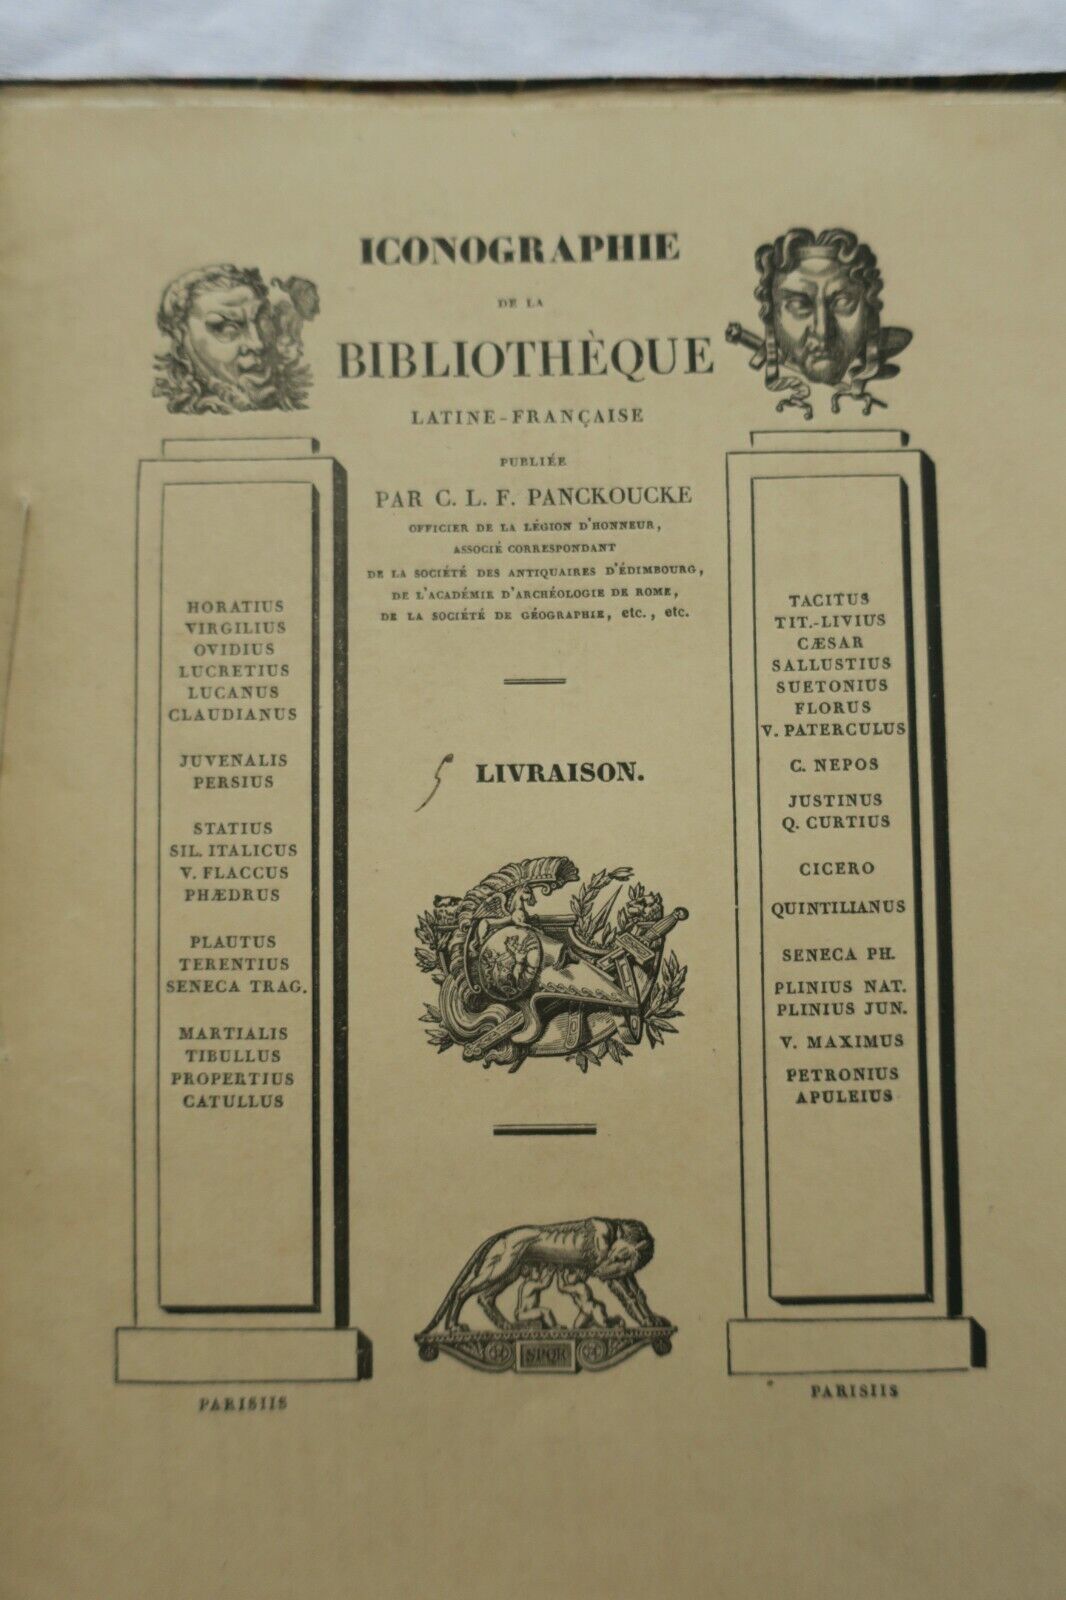 ICONOGRAPHIE
DE LA
BIBLIOTHÈQUE
LATINE-FRANÇAISE
PUBLIÉE
PAR C. L. F. PANCKOUCKE
OFFICIER DE LA LÉGION D'HONNEUR,
ASSOCIÉ CORRESPONDANT
DE LA SOCIÉTÉ DES ANTIQUAIRES D'ÉDIMBOURG,
DE L'ACADÉMIE D'ARCHÉOLOGIE DE ROME,
DE LA SOCIÉTÉ DE GÉOGRAPHIE, etc., etc.
5 LIVRAISON.
SPQR
HORATIUS
VIRGILIUS
OVIDIUS
LUCRETIUS
LUCANUS
CLAUDIANUS
JUVENALIS
PERSIUS
STATIUS
SIL. ITALICUS
V. FLACCUS
PHÆDRUS
PLAUTUS
TERENTIUS
SENECA TRAG.
MARTIALIS
TIBULLUS
PROPERTIUS
CATULLUS
PARISIIS
TACITUS
TIT.-LIVIUS
CÆSAR
SALLUSTIUS
SUETONIUS
FLORUS
V. PATERCULUS
C. NEPOS
JUSTINUS
Q. CURTIUS
CICERO
QUINTILIANUS
SENECA PH.
PLINIUS NAT.
PLINIUS JUN.
V. MAXIMUS
PETRONIUS
APULEIUS
PARISIIS